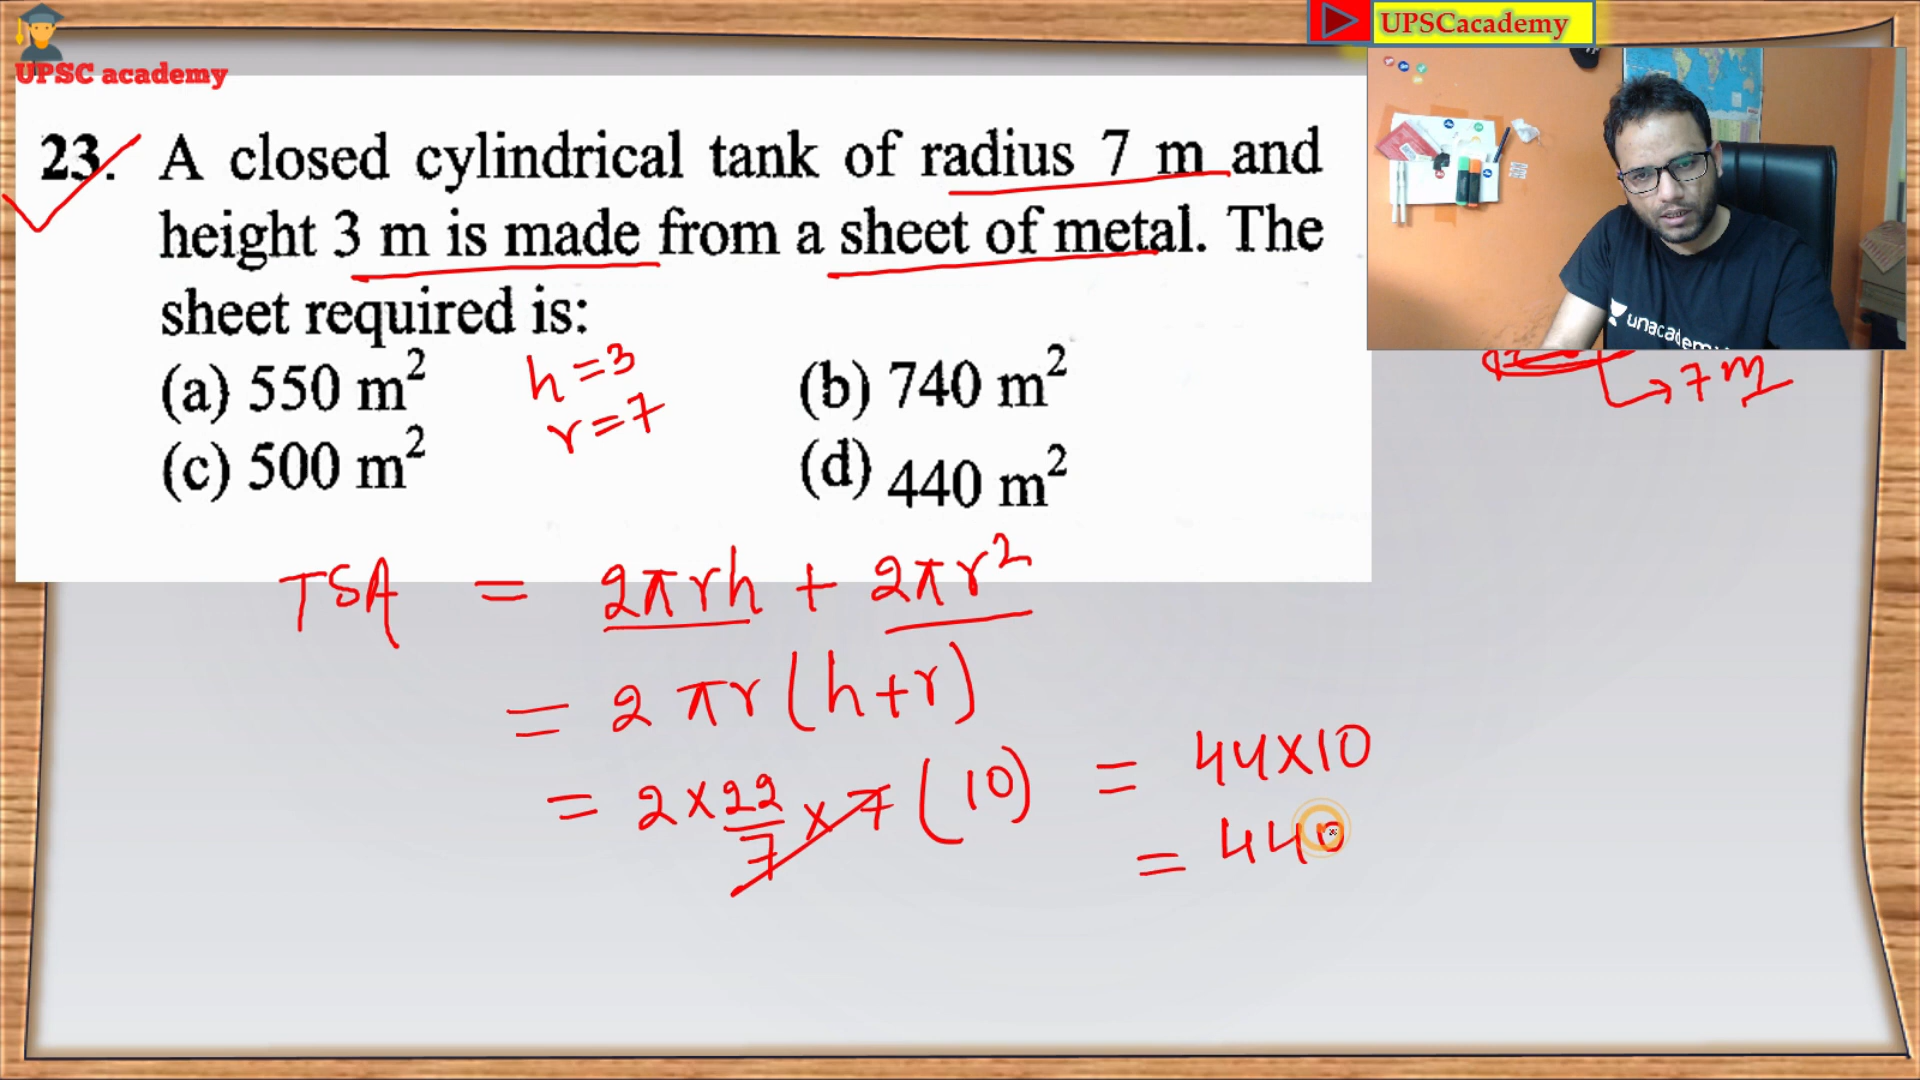 UPSCacademy
UPSC academy
23. A closed cylindrical tank of radius 7 m and
height 3 m is made from a sheet of metal. The
sheet required is:
(a) 550 m² (b) 740 m²
(c) 500 m² (d) 440 m²
h = 3
r = 7
7 m
unacademy
TSA = 2πrh + 2πr²
= 2πr(h+r)
= 2 × 22/7 × 7 (10) = 44×10
= 440